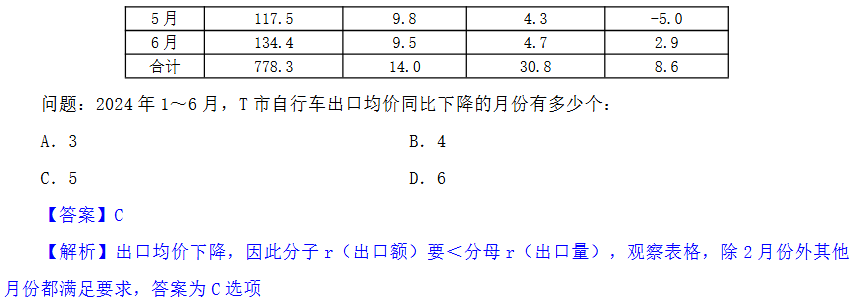 5月 117.5 9.8 4.3 -5.0
6月 134.4 9.5 4.7 2.9
合计 778.3 14.0 30.8 8.6
问题：2024 年 1～6 月，T 市自行车出口均价同比下降的月份有多少个：
A. 3 B. 4
C. 5 D. 6
【答案】C
【解析】出口均价下降，因此分子 r（出口额）要＜分母 r（出口量），观察表格，除 2 月份外其他
月份都满足要求，答案为 C 选项